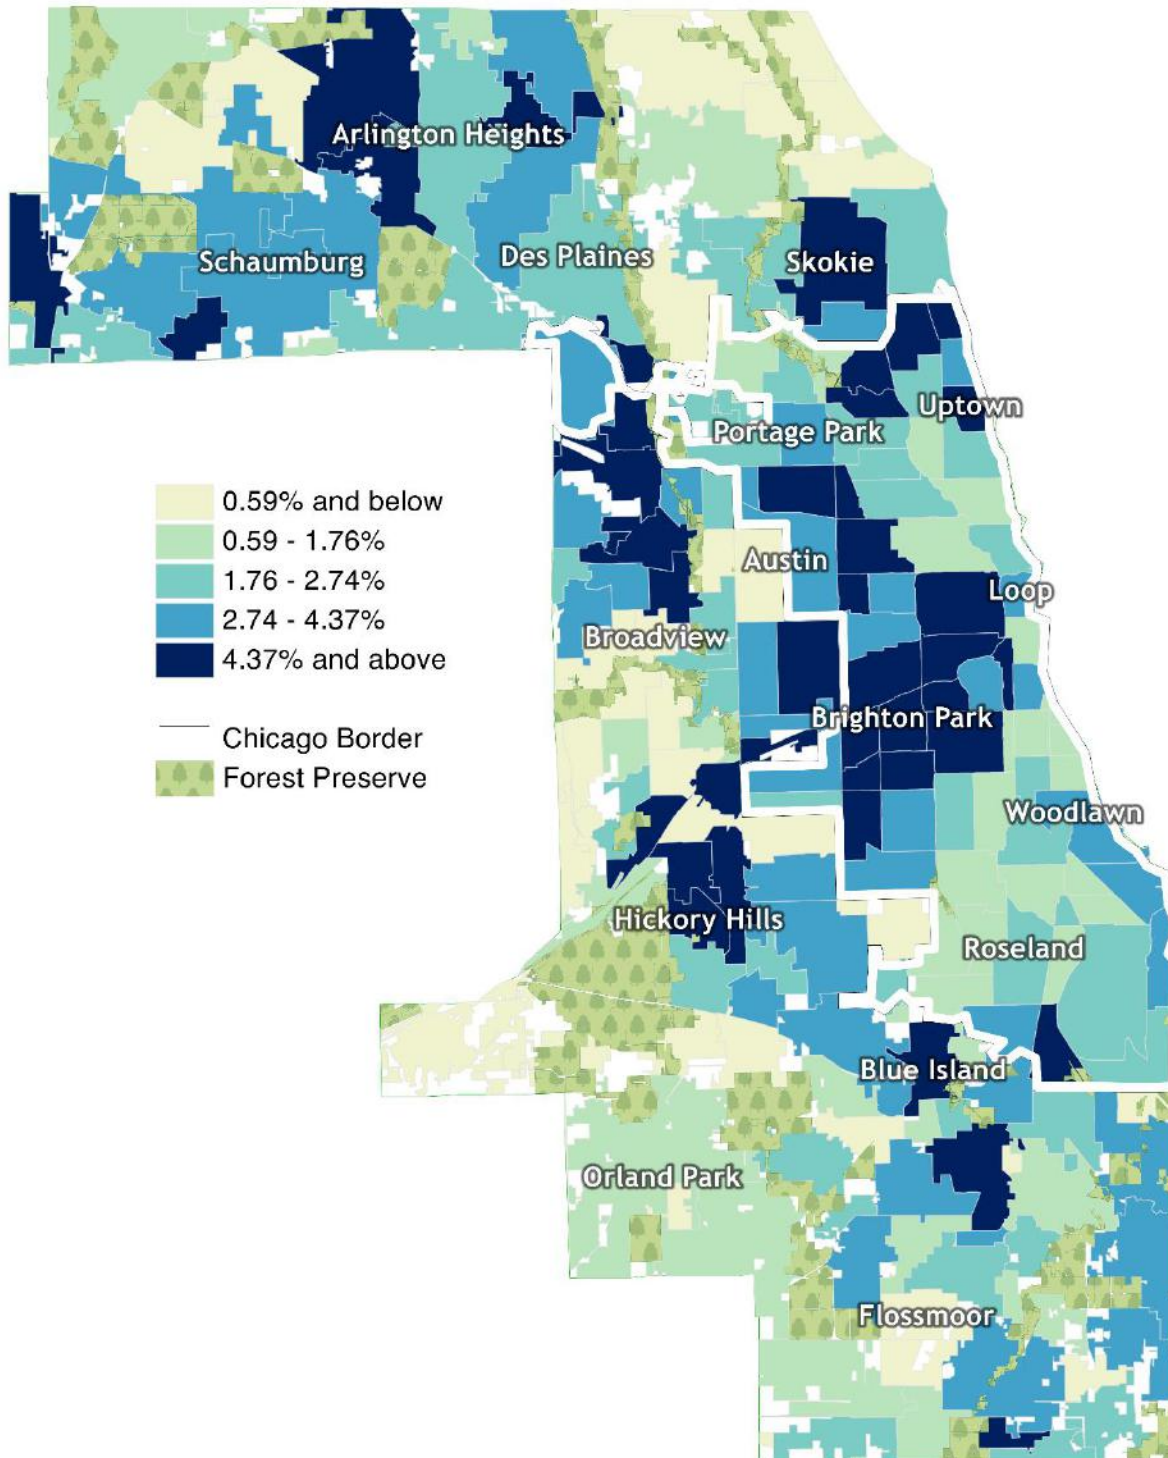 Arlington Heights
Schaumburg
Des Plaines
Skokie
Uptown
Portage Park
0.59% and below
0.59 - 1.76%
1.76 - 2.74%
2.74 - 4.37%
4.37% and above
Chicago Border
Forest Preserve
Austin
Loop
Broadview
Brighton Park
Woodlawn
Hickory Hills
Roseland
Blue Island
Orland Park
Flossmoor